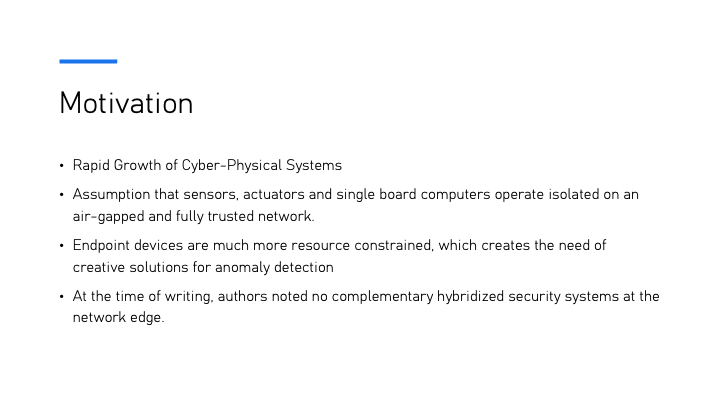 Motivation
• Rapid Growth of Cyber-Physical Systems
• Assumption that sensors, actuators and single board computers operate isolated on an
air-gapped and fully trusted network.
• Endpoint devices are much more resource constrained, which creates the need of
creative solutions for anomaly detection
• At the time of writing, authors noted no complementary hybridized security systems at the
network edge.